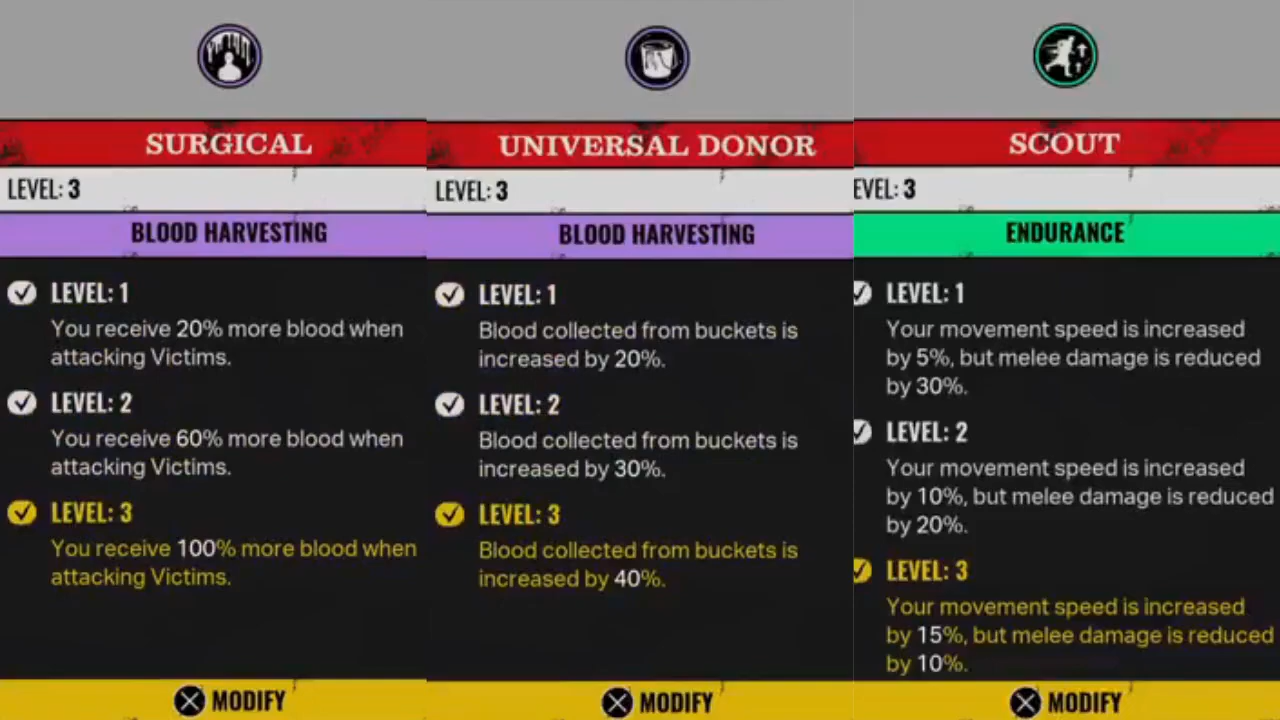 SURGICAL
LEVEL: 3
BLOOD HARVESTING
LEVEL: 1
You receive 20% more blood when
attacking Victims.
LEVEL: 2
You receive 60% more blood when
attacking Victims.
LEVEL: 3
You receive 100% more blood when
attacking Victims.
MODIFY
UNIVERSAL DONOR
LEVEL: 3
BLOOD HARVESTING
LEVEL: 1
Blood collected from buckets is
increased by 20%.
LEVEL: 2
Blood collected from buckets is
increased by 30%.
LEVEL: 3
Blood collected from buckets is
increased by 40%.
MODIFY
SCOUT
EVEL: 3
ENDURANCE
LEVEL: 1
Your movement speed is increased
by 5%, but melee damage is reduced
by 30%.
LEVEL: 2
Your movement speed is increased
by 10%, but melee damage is reduced
by 20%.
LEVEL: 3
Your movement speed is increased
by 15%, but melee damage is reduced
by 10%.
MODIFY